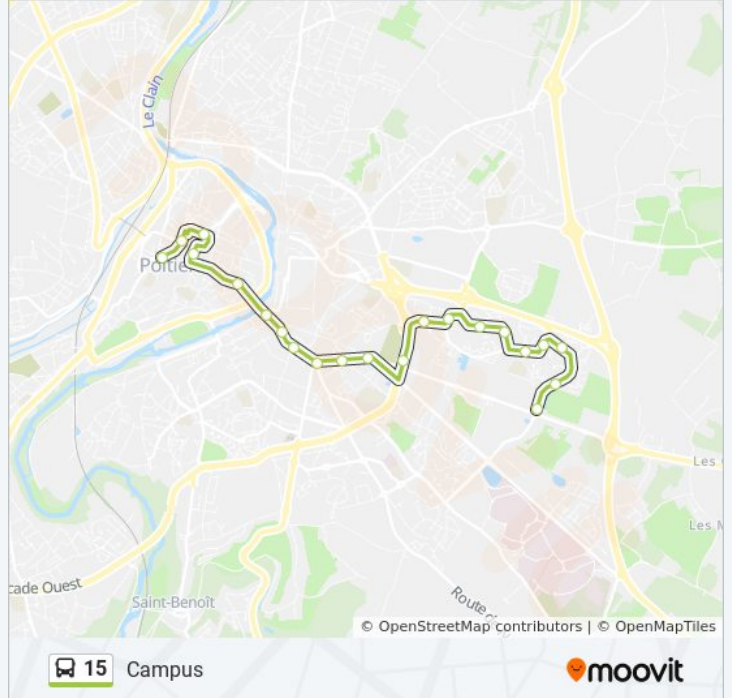 Le Clain
Poitie
Les
Les M
cade Ouest
Saint-Benoît
Route d
© OpenStreetMap contributors | © OpenMapTiles
15 Campus
moovit